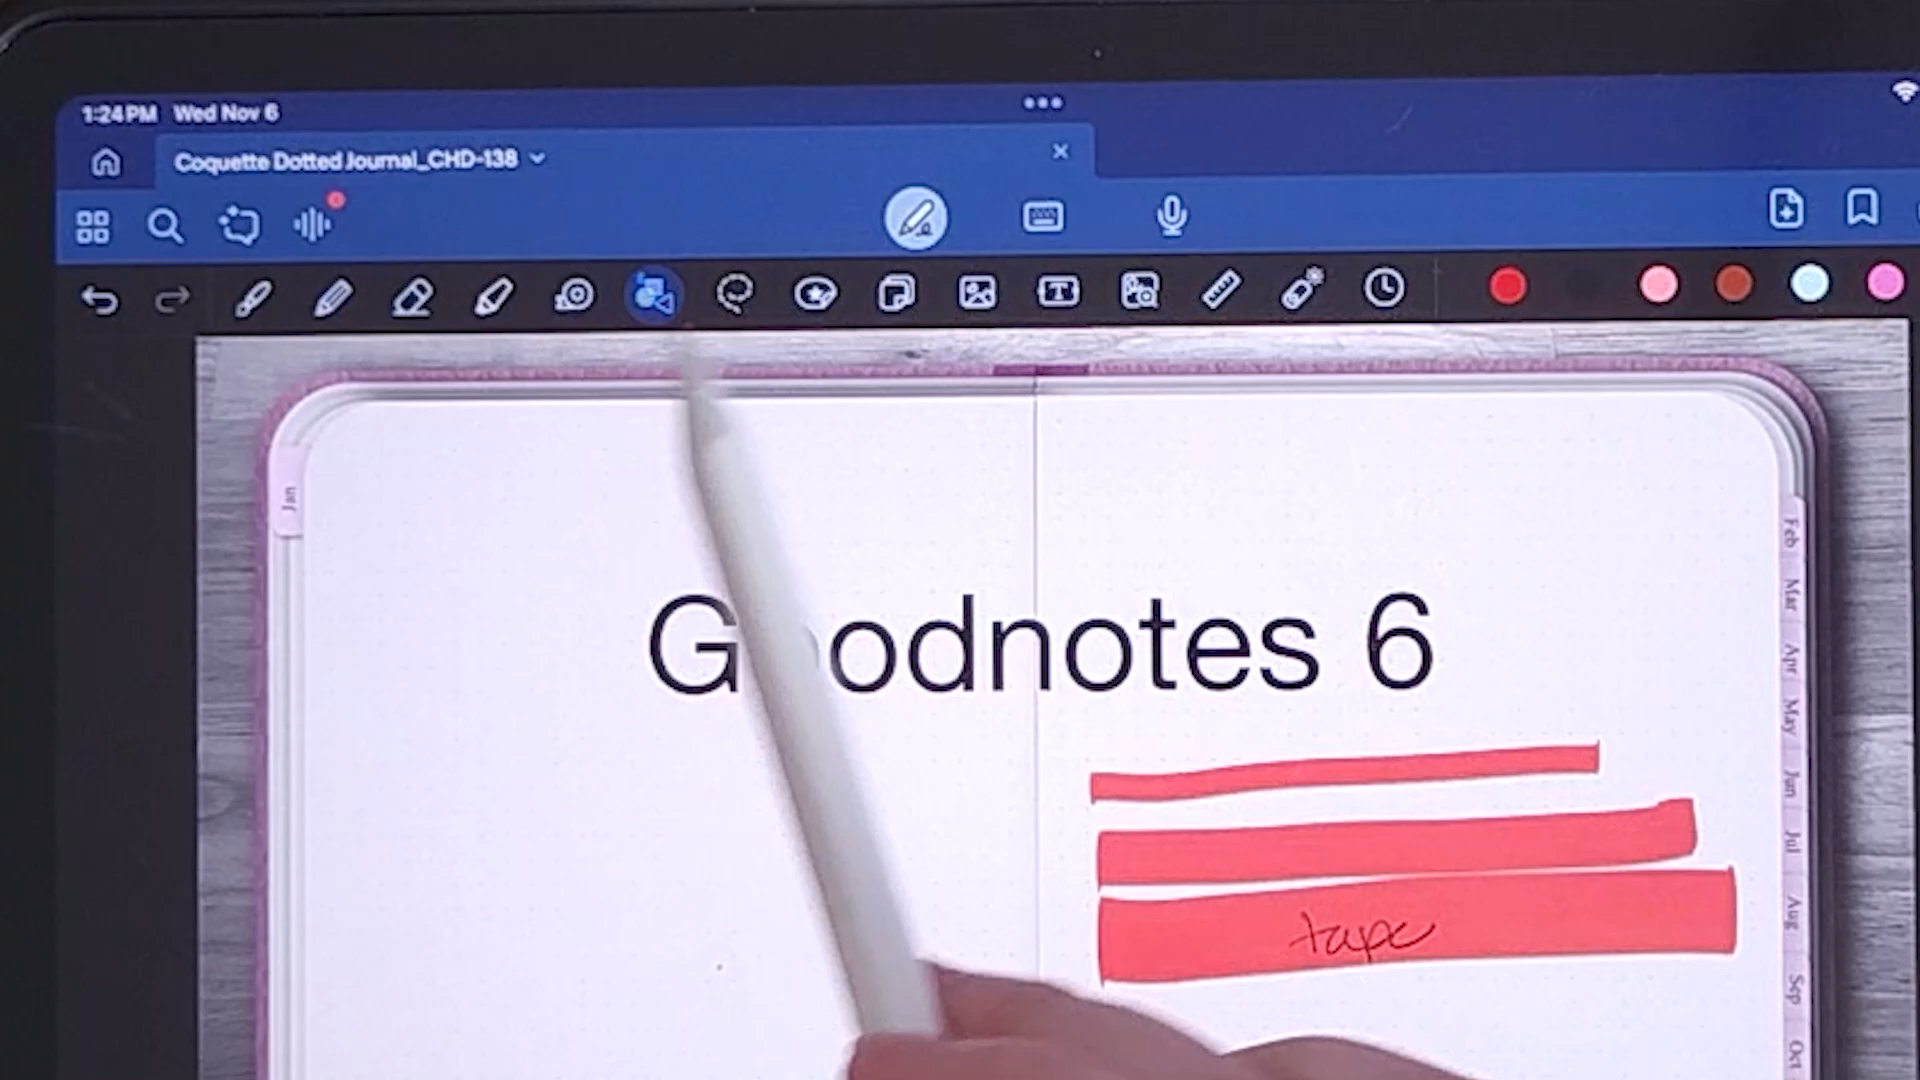 1:24 PM Wed Nov 6
Coquette Dotted Journal_CHD-138
Jan
Goodnotes 6
tape
Feb
Mar
Apr
May
Jun
Jul
Aug
Sep
Oct